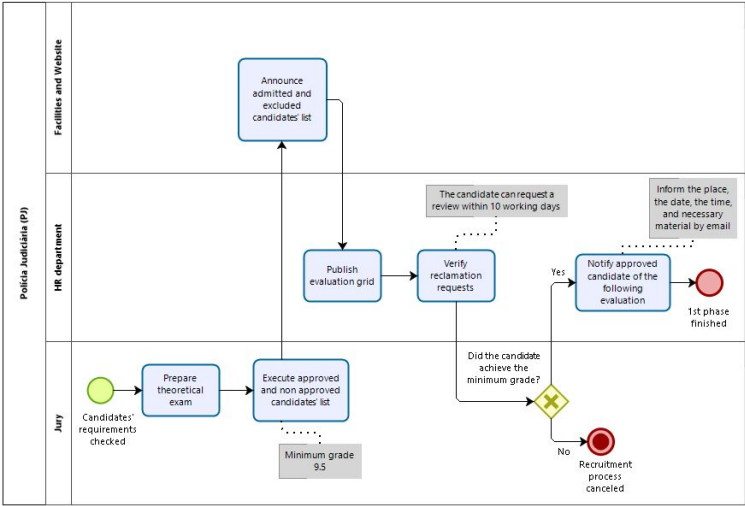 Polícia Judiciária (PJ)
Facilities and Website
Announce
admitted and
excluded
candidates' list
HR department
The candidate can request a
review within 10 working days
Inform the place,
the date, the time,
and necessary
material by email
Publish
evaluation grid
Verify
reclamation
requests
Yes
Notify approved
candidate of the
following
evaluation
1st phase
finished
Jury
Candidates'
requirements
checked
Prepare
theoretical
exam
Execute approved
and non approved
candidates' list
Minimum grade
9.5
Did the candidate
achieve the
minimum grade?
No
Recruitment
process
canceled